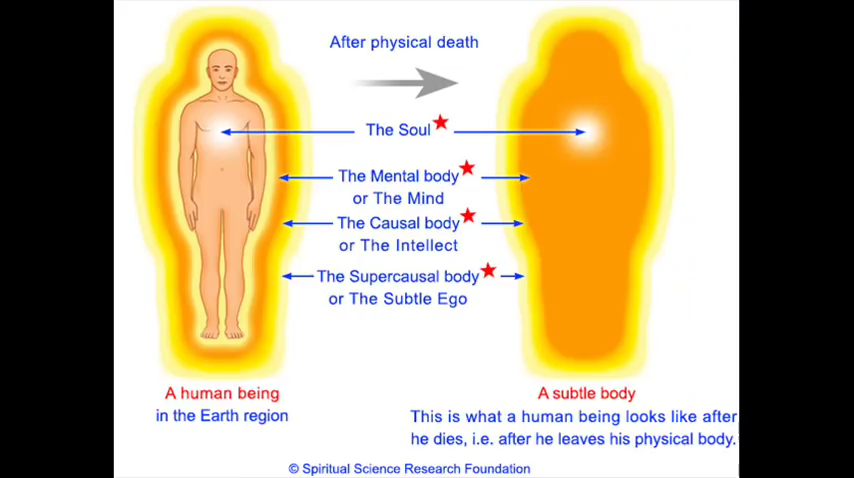 After physical death
The Soul
The Mental body
or The Mind
The Causal body
or The Intellect
The Supercausal body
or The Subtle Ego
A human being
in the Earth region
A subtle body
This is what a human being looks like after
he dies, i.e. after he leaves his physical body.
© Spiritual Science Research Foundation